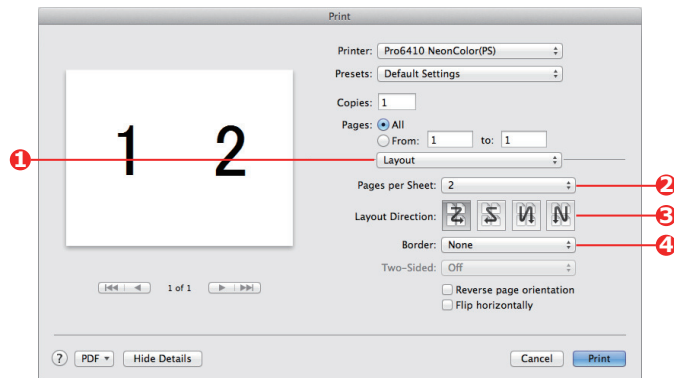 Print
Printer: Pro6410 NeonColor(PS)
Presets: Default Settings
Copies: 1
Pages: All
From: 1 to: 1
1 Layout
Pages per Sheet: 2 2
Layout Direction: 3
Border: None 4
Two-Sided: Off
Reverse page orientation
Flip horizontally
1 2
1 of 1
? PDF Hide Details Cancel Print